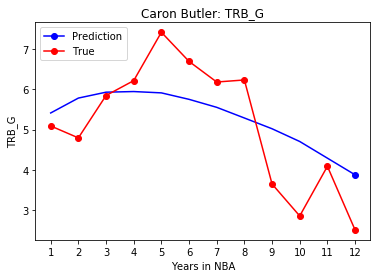 Caron Butler: TRB_G
Prediction
True
7
6
5
4
3
TRB_G
1 2 3 4 5 6 7 8 9 10 11 12
Years in NBA